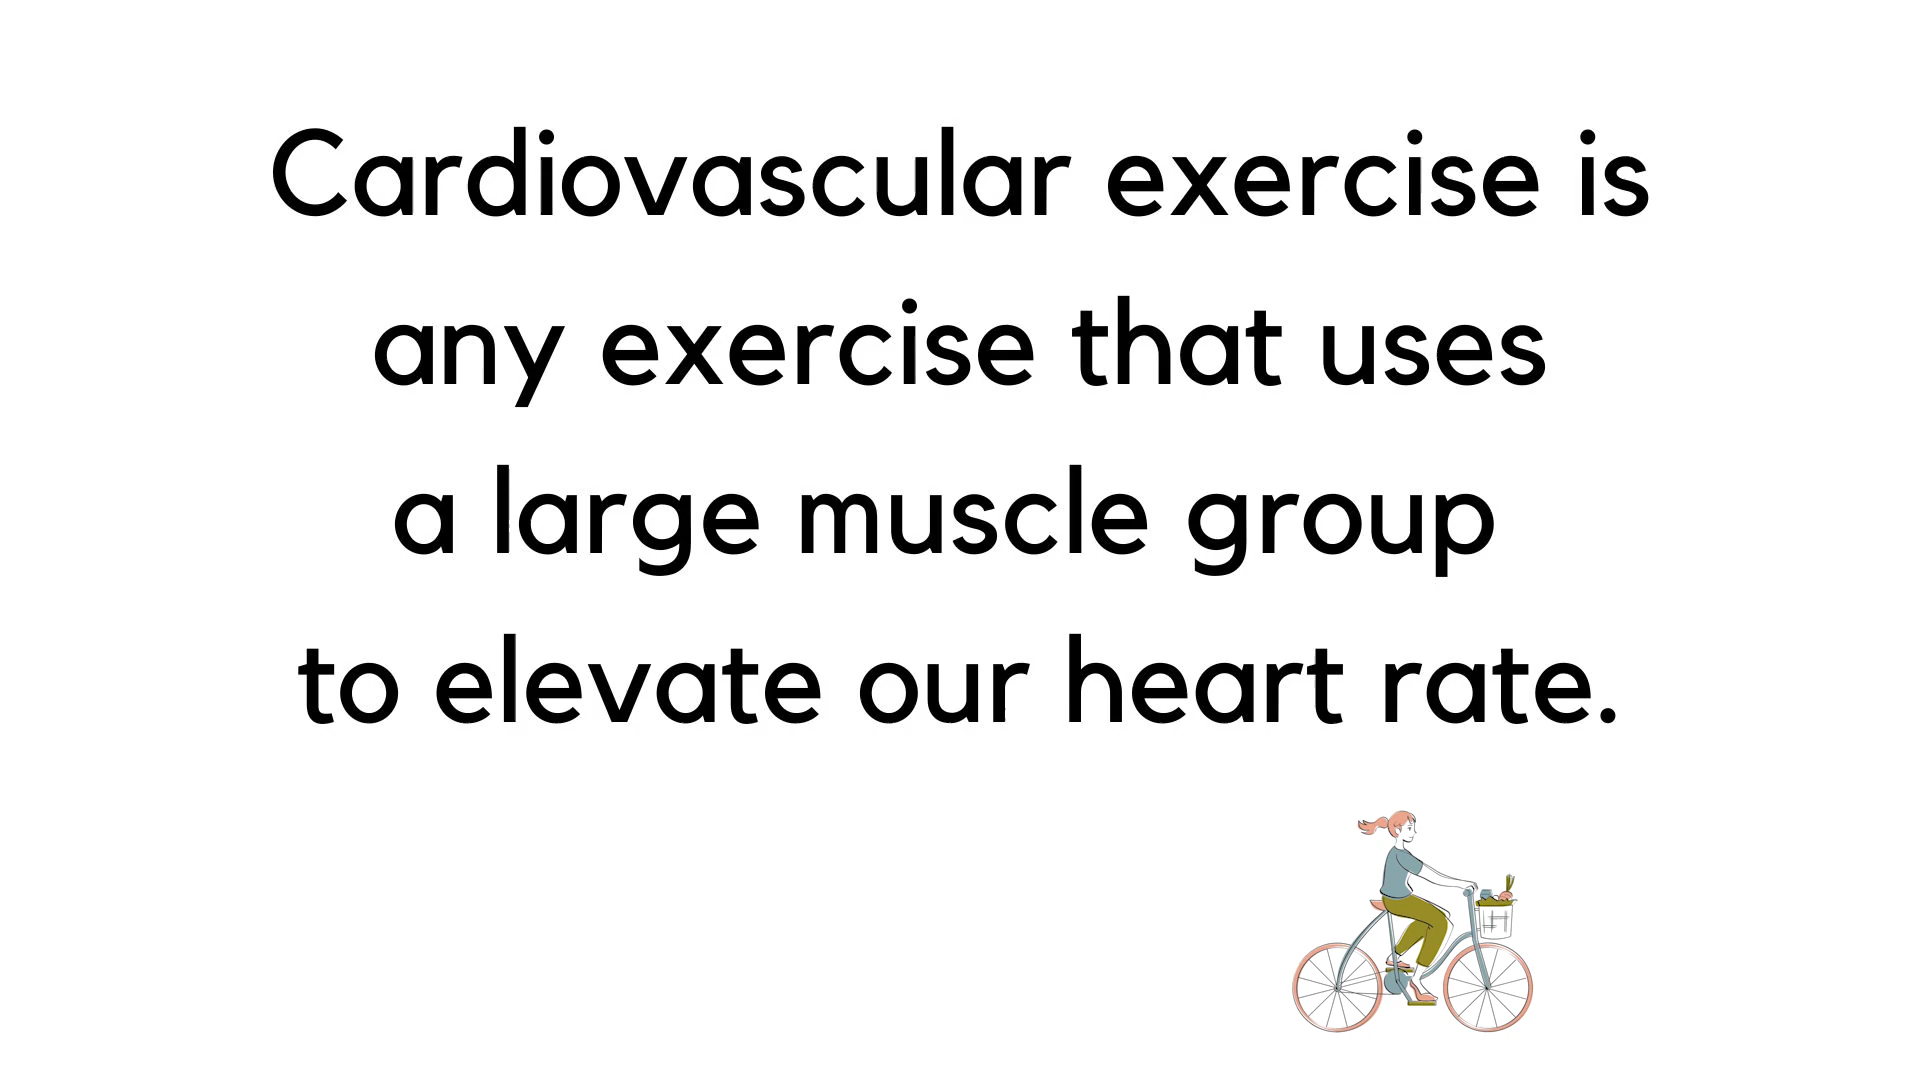 Cardiovascular exercise is
any exercise that uses
a large muscle group
to elevate our heart rate.